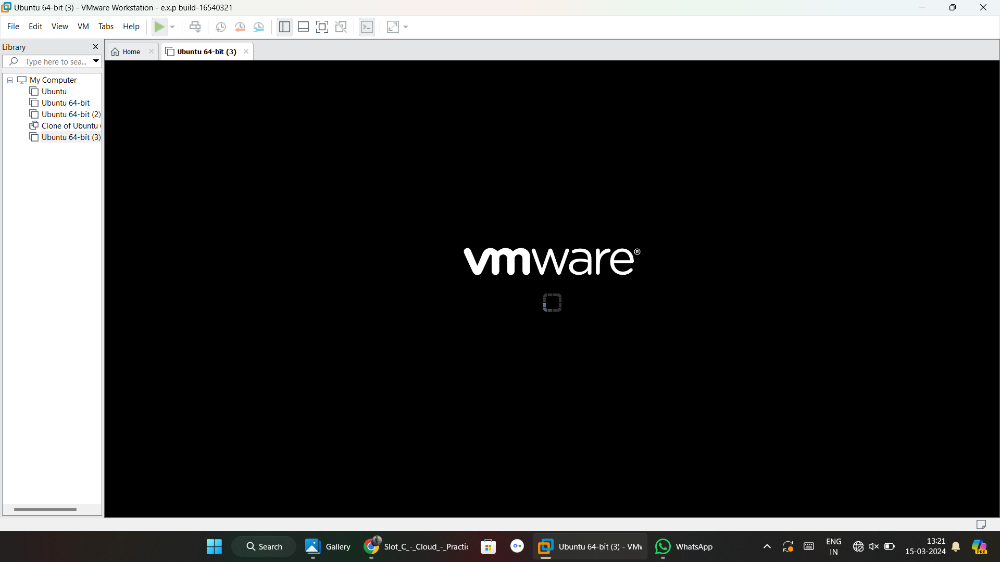 Ubuntu 64-bit (3) - VMware Workstation - e.x.p build-16540321
File Edit View VM Tabs Help
Library
Type here to sea...
Home
Ubuntu 64-bit (3)
My Computer
Ubuntu
Ubuntu 64-bit
Ubuntu 64-bit (2)
Clone of Ubuntu
Ubuntu 64-bit (3)
vmware®
Search
Gallery
Slot_C_-_Cloud_-_Practic
Ubuntu 64-bit (3) - VMw
WhatsApp
ENG
IN
13:21
15-03-2024
PRE